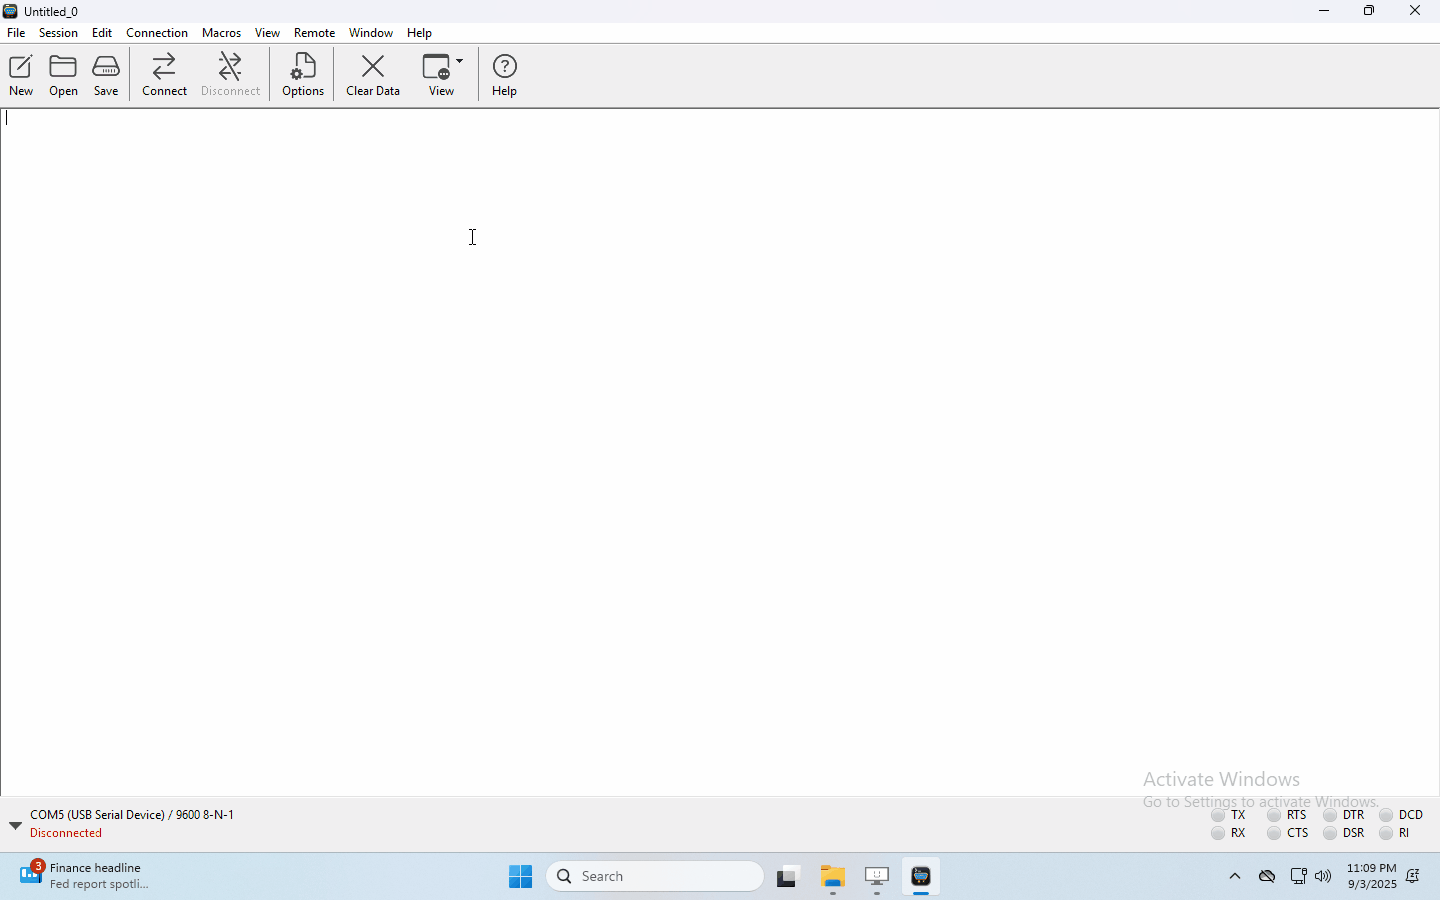 Untitled_0
File Session Edit Connection Macros View Remote Window Help
New Open Save Connect Disconnect Options Clear Data View Help
Activate Windows
Go to Settings to activate Windows.
COM5 (USB Serial Device) / 9600 8-N-1
Disconnected
TX RTS DTR DCD
RX CTS DSR RI
3
Finance headline
Fed report spotli...
Search
11:09 PM
9/3/2025